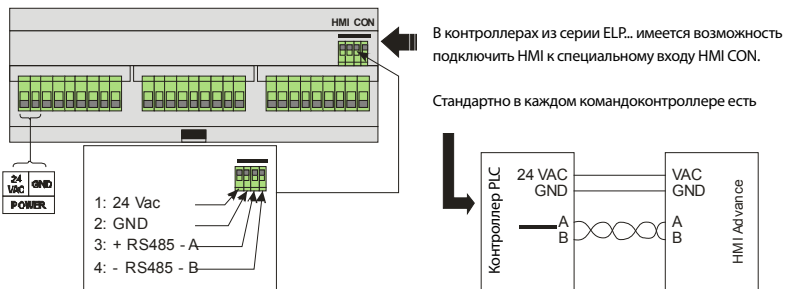 HMI CON
В контроллерах из серии ELP... имеется возможность
подключить HMI к специальному входу HMI CON.
Стандартно в каждом командоконтроллере есть
24 VAC GND
POWER
1: 24 Vac
2: GND
3: + RS485 - A
4: - RS485 - B
Контроллер PLC
24 VAC
GND
A
B
VAC
GND
A
B
HMI Advance